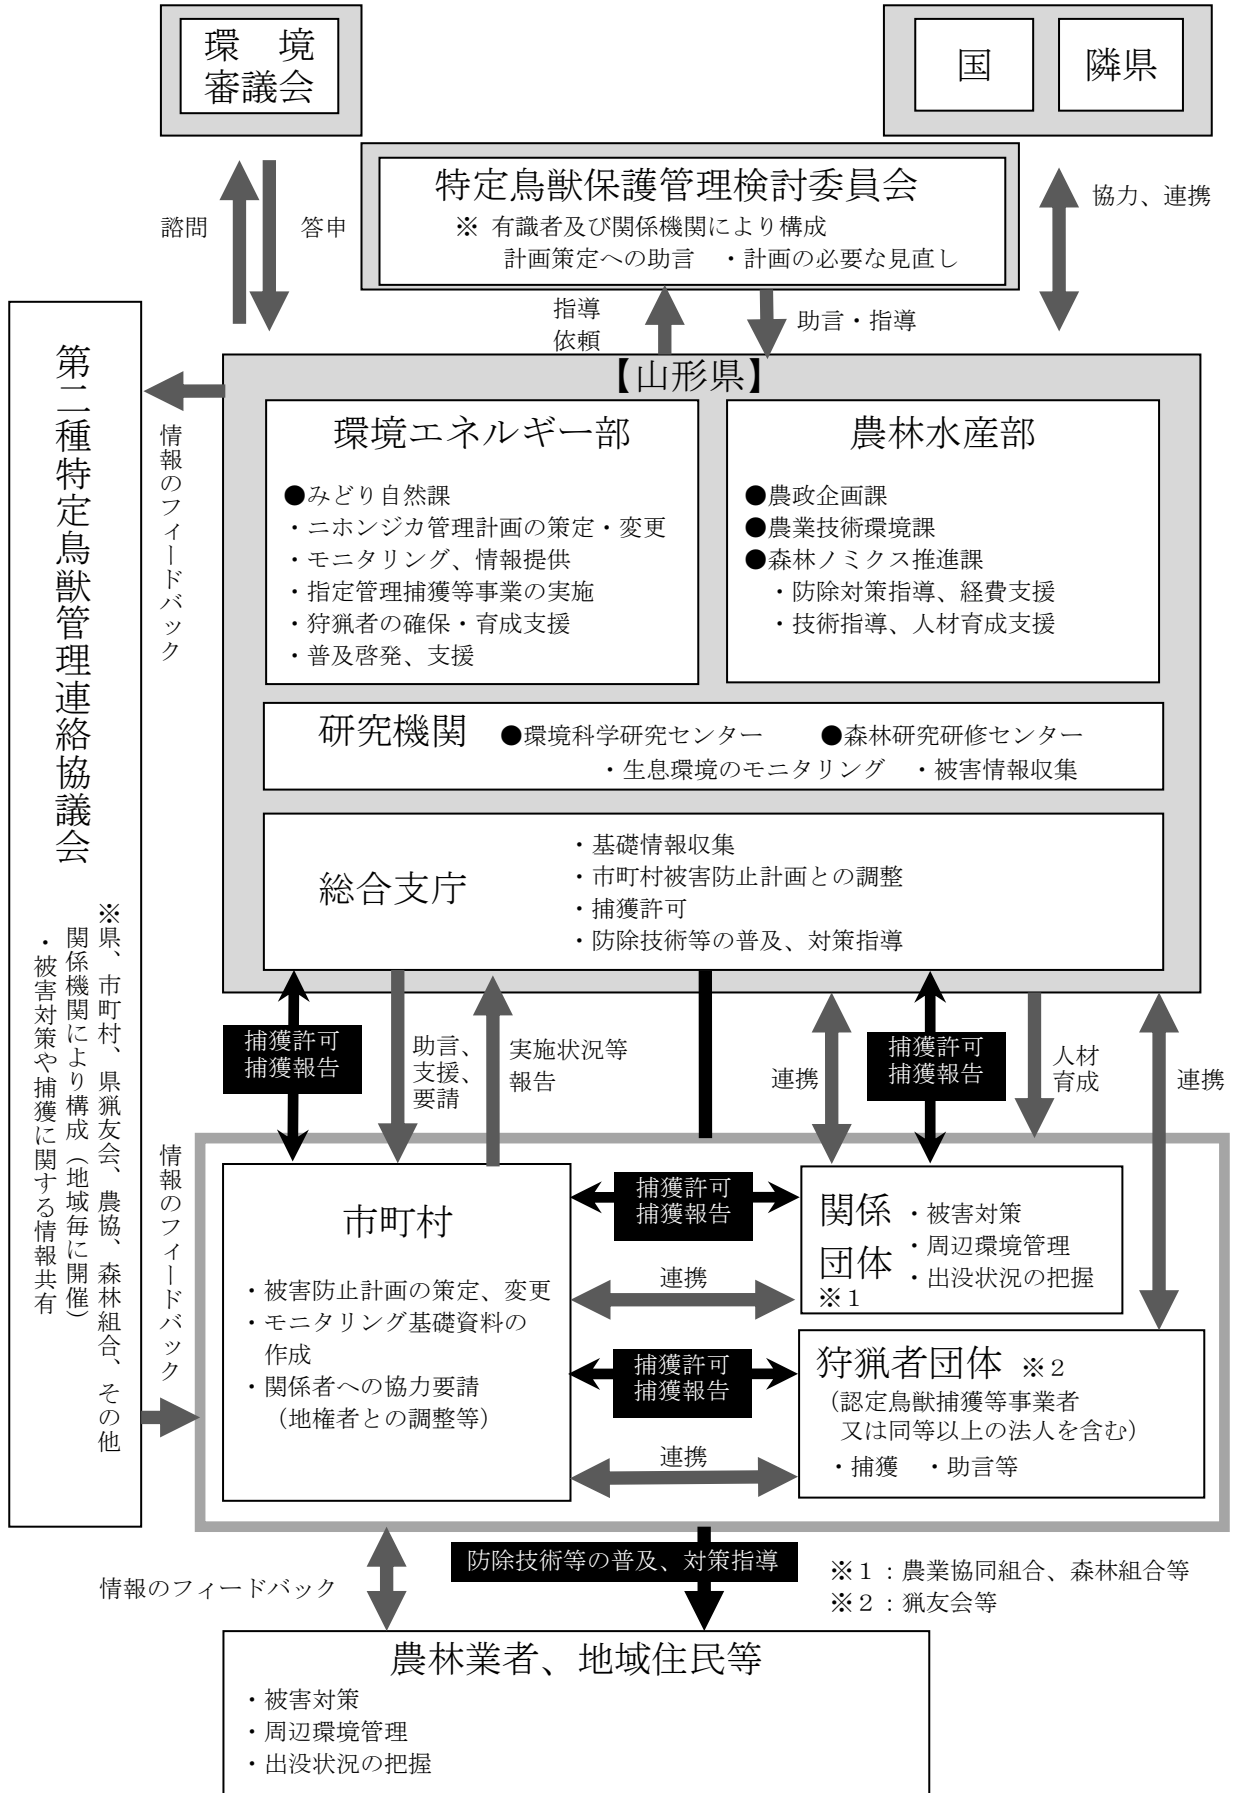 環　境
審議会
国
隣県
特定鳥獣保護管理検討委員会
※ 有識者及び関係機関により構成
計画策定への助言　・計画の必要な見直し
諮問
答申
協力、連携
指導
依頼
助言・指導
【山形県】
環境エネルギー部
●みどり自然課
・ニホンジカ管理計画の策定・変更
・モニタリング、情報提供
・指定管理捕獲等事業の実施
・狩猟者の確保・育成支援
・普及啓発、支援
農林水産部
●農政企画課
●農業技術環境課
●森林ノミクス推進課
・防除対策指導、経費支援
・技術指導、人材育成支援
研究機関　●環境科学研究センター　●森林研究研修センター
・生息環境のモニタリング　・被害情報収集
総合支庁
・基礎情報収集
・市町村被害防止計画との調整
・捕獲許可
・防除技術等の普及、対策指導
第二種特定鳥獣管理連絡協議会
※県、市町村、県猟友会、農協、森林組合、その他
関係機関により構成（地域毎に開催）
・被害対策や捕獲に関する情報共有
情報のフィードバック
情報のフィードバック
捕獲許可
捕獲報告
助言、
支援、
要請
実施状況等
報告
連携
捕獲許可
捕獲報告
人材
育成
連携
市町村
・被害防止計画の策定、変更
・モニタリング基礎資料の
作成
・関係者への協力要請
（地権者との調整等）
捕獲許可
捕獲報告
連携
捕獲許可
捕獲報告
連携
関係
団体
※１
・被害対策
・周辺環境管理
・出没状況の把握
狩猟者団体 ※２
（認定鳥獣捕獲等事業者
又は同等以上の法人を含む）
・捕獲　・助言等
情報のフィードバック
防除技術等の普及、対策指導
※１：農業協同組合、森林組合等
※２：猟友会等
農林業者、地域住民等
・被害対策
・周辺環境管理
・出没状況の把握